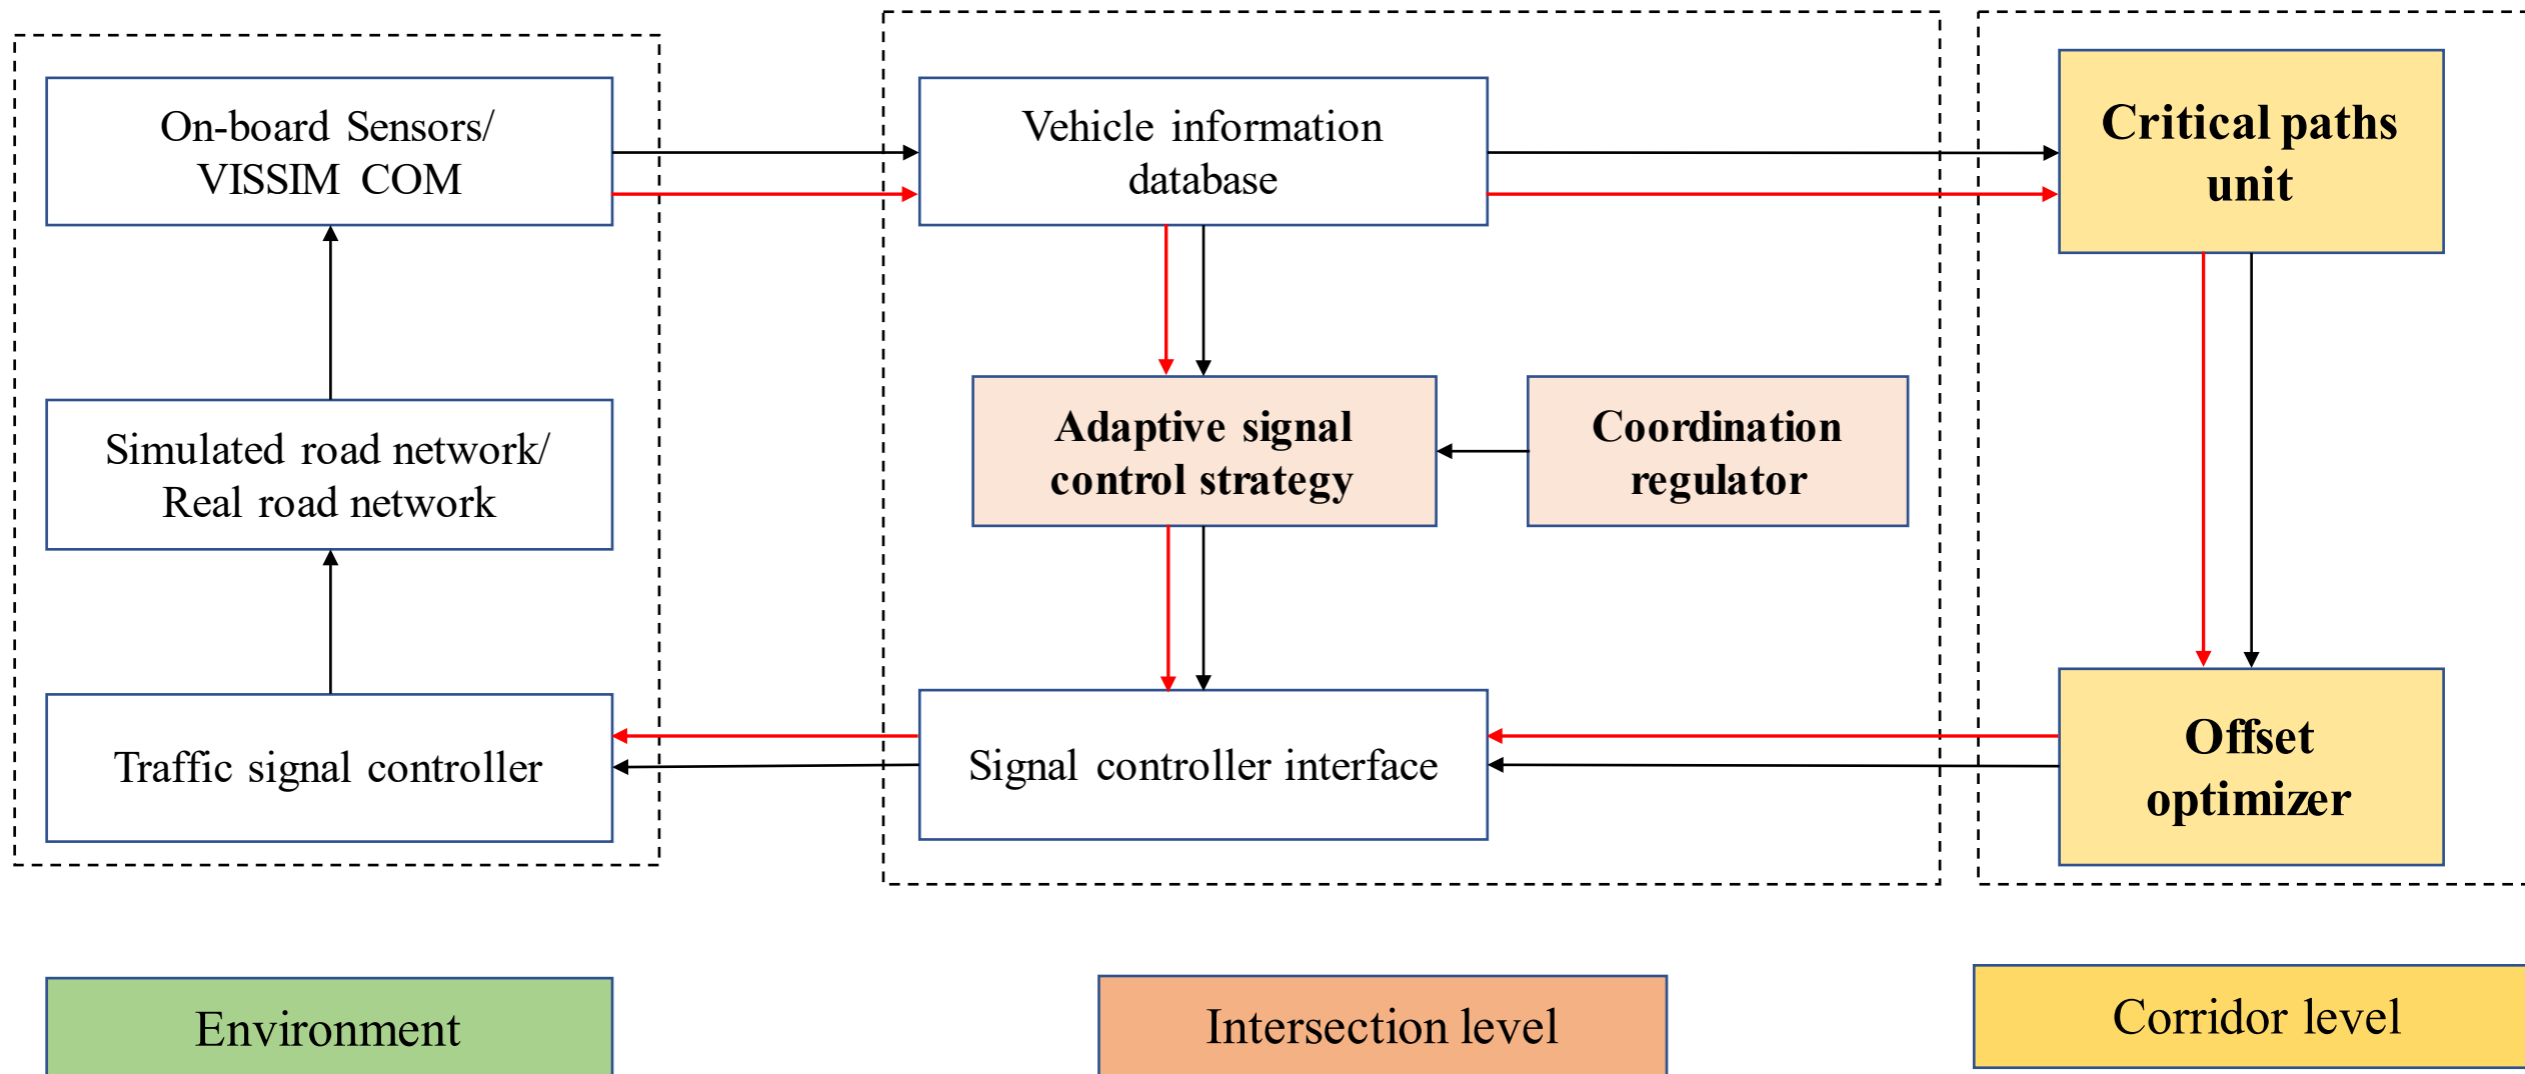 On-board Sensors/
VISSIM COM
Vehicle information
database
Critical paths
unit
Simulated road network/
Real road network
Adaptive signal
control strategy
Coordination
regulator
Traffic signal controller
Signal controller interface
Offset
optimizer
Environment
Intersection level
Corridor level